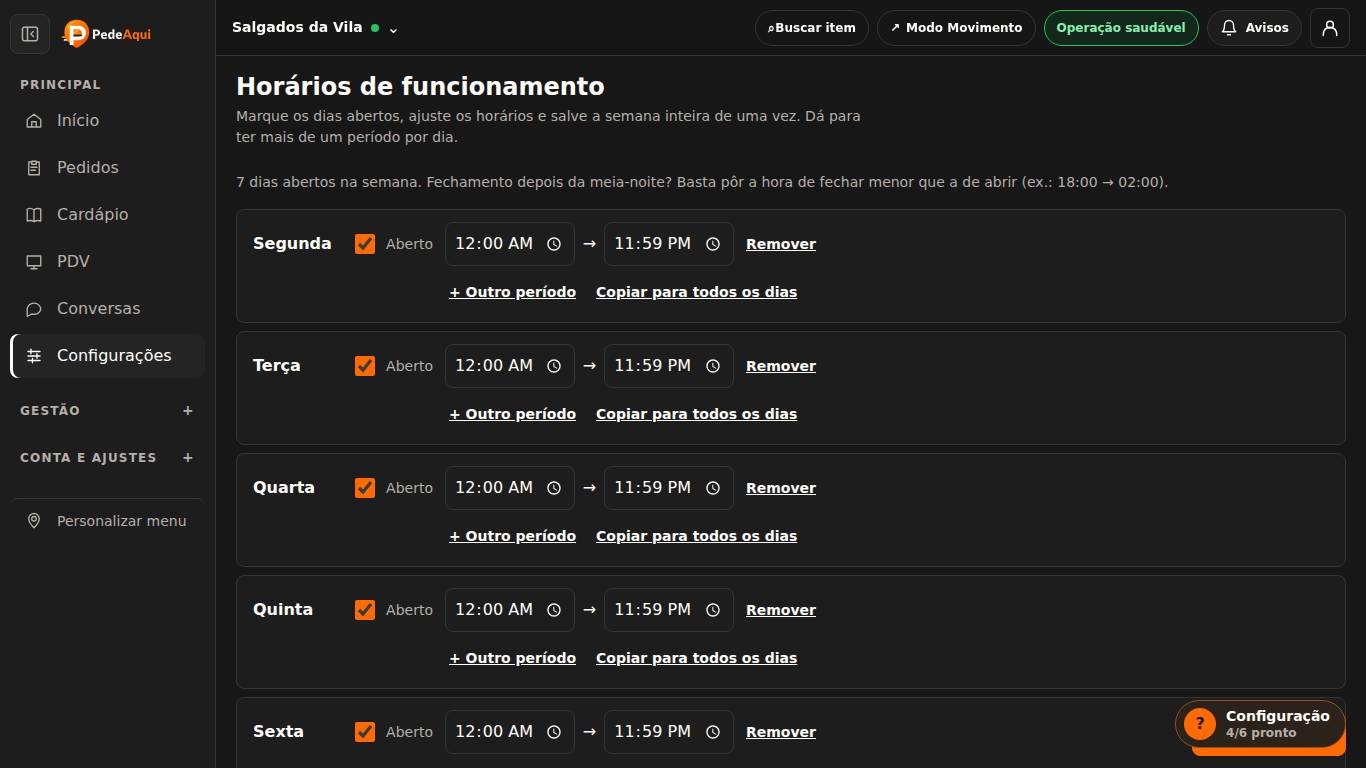 PedeAqui
Salgados da Vila
Buscar item
↗ Modo Movimento
Operação saudável
Avisos
PRINCIPAL
Início
Pedidos
Cardápio
PDV
Conversas
Configurações
GESTÃO +
CONTA E AJUSTES +
Personalizar menu
Horários de funcionamento
Marque os dias abertos, ajuste os horários e salve a semana inteira de uma vez. Dá para
ter mais de um período por dia.
7 dias abertos na semana. Fechamento depois da meia-noite? Basta pôr a hora de fechar menor que a de abrir (ex.: 18:00 → 02:00).
Segunda Aberto 12:00 AM → 11:59 PM Remover
+ Outro período Copiar para todos os dias
Terça Aberto 12:00 AM → 11:59 PM Remover
+ Outro período Copiar para todos os dias
Quarta Aberto 12:00 AM → 11:59 PM Remover
+ Outro período Copiar para todos os dias
Quinta Aberto 12:00 AM → 11:59 PM Remover
+ Outro período Copiar para todos os dias
Sexta Aberto 12:00 AM → 11:59 PM Remover
? Configuração
4/6 pronto